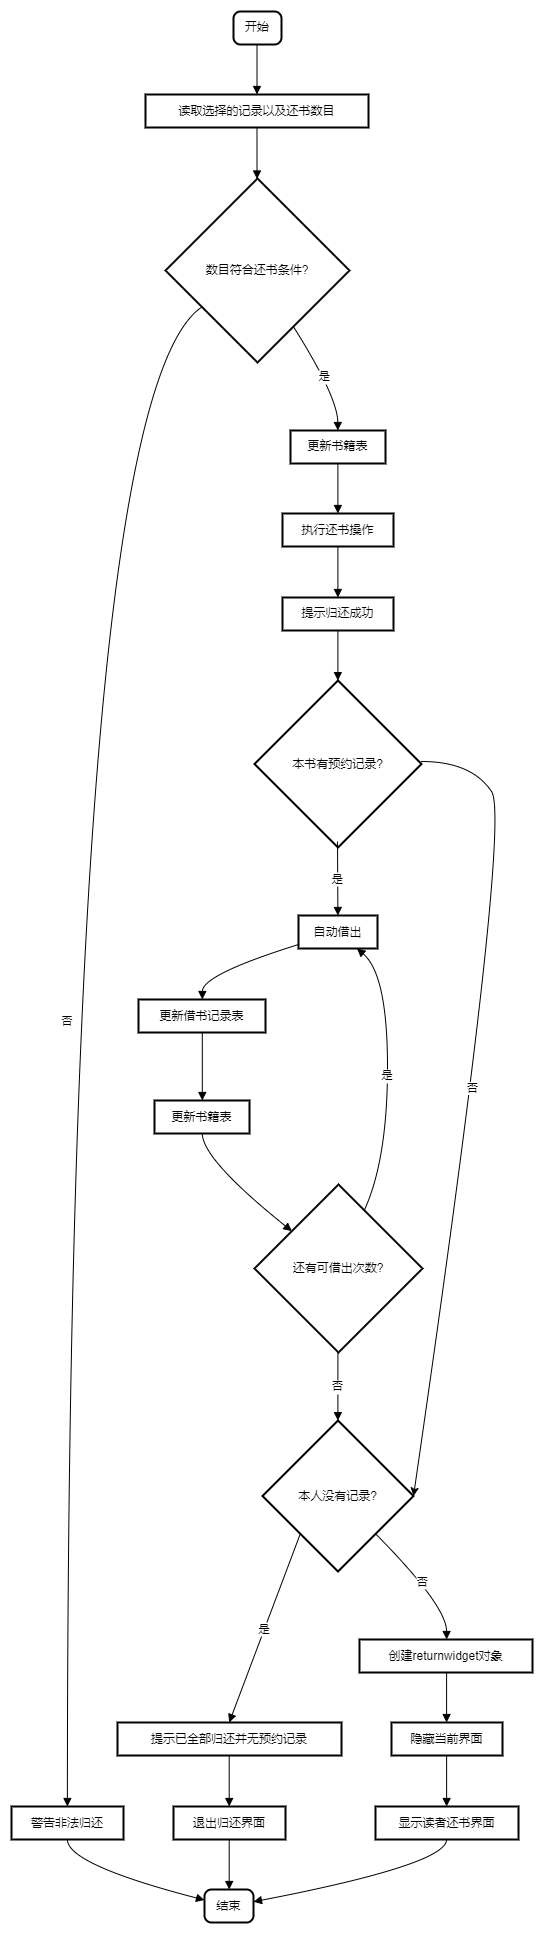 开始
读取选择的记录以及还书数目
数目符合还书条件?
是
更新书籍表
执行还书操作
提示归还成功
本书有预约记录?
是
自动借出
更新借书记录表
否
是
否
更新书籍表
还有可借出次数?
否
本人没有记录?
否
是
创建returnwidget对象
提示已全部归还并无预约记录
隐藏当前界面
警告非法归还
退出归还界面
显示读者还书界面
结束